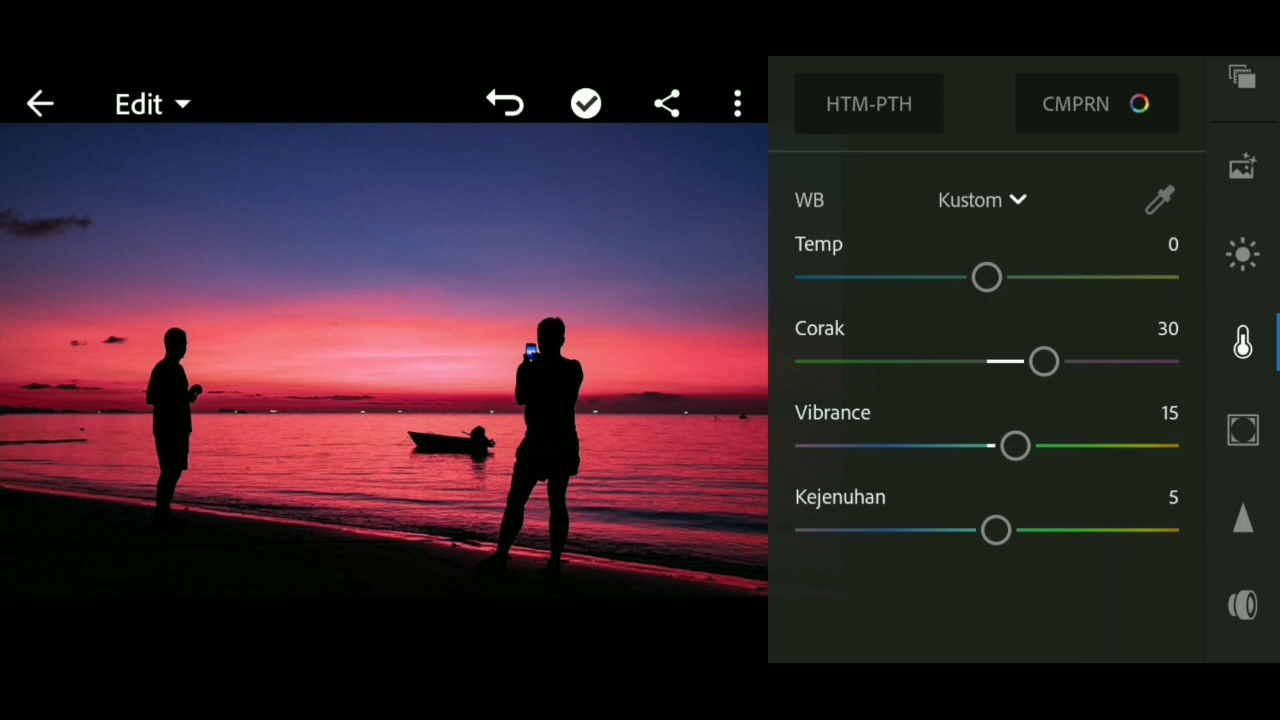 Edit
HTM-PTH
CMPRN
WB
Kustom
Temp
0
Corak
30
Vibrance
15
Kejenuhan
5